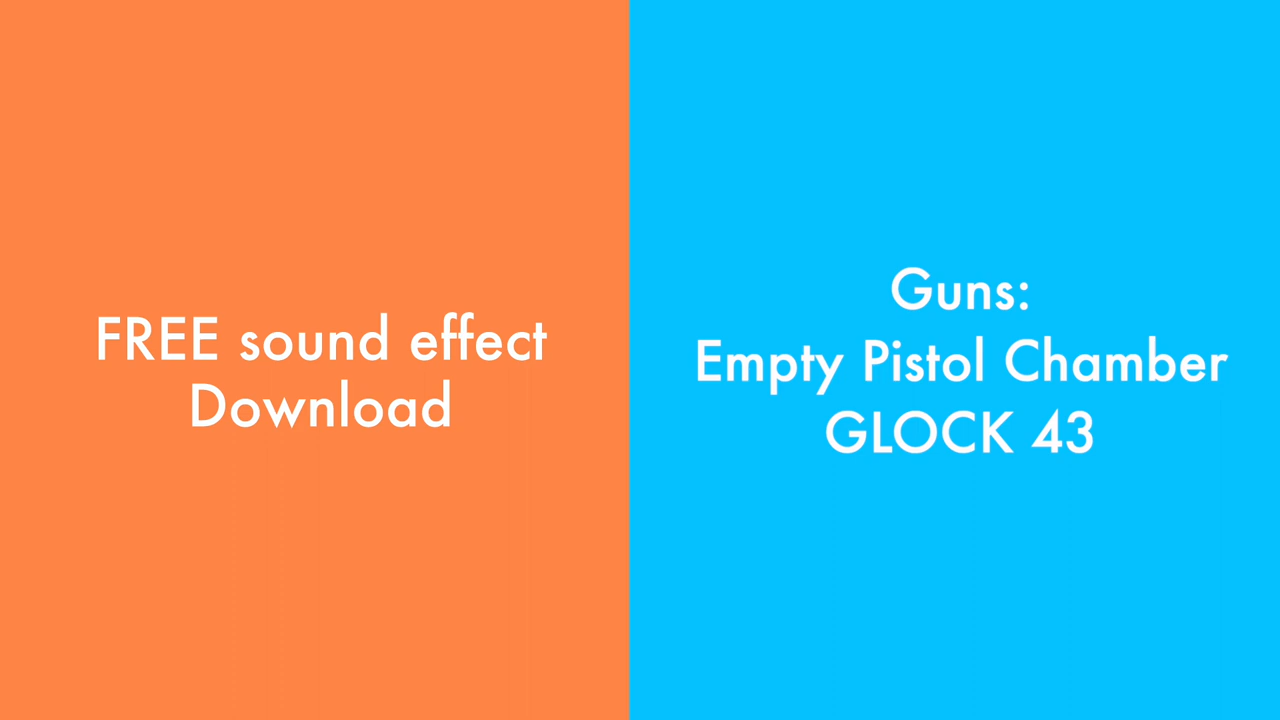 FREE sound effect
Download
Guns:
Empty Pistol Chamber
GLOCK 43